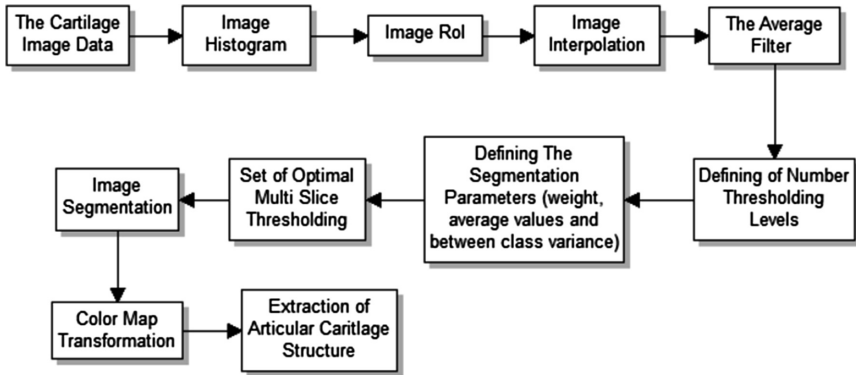 The Cartilage
Image Data
Image
Histogram
Image RoI
Image
Interpolation
The Average
Filter
Defining of Number
Thresholding
Levels
Defining The
Segmentation
Parameters (weight,
average values and
between class variance)
Set of Optimal
Multi Slice
Thresholding
Image
Segmentation
Color Map
Transformation
Extraction of
Articular Caritlage
Structure